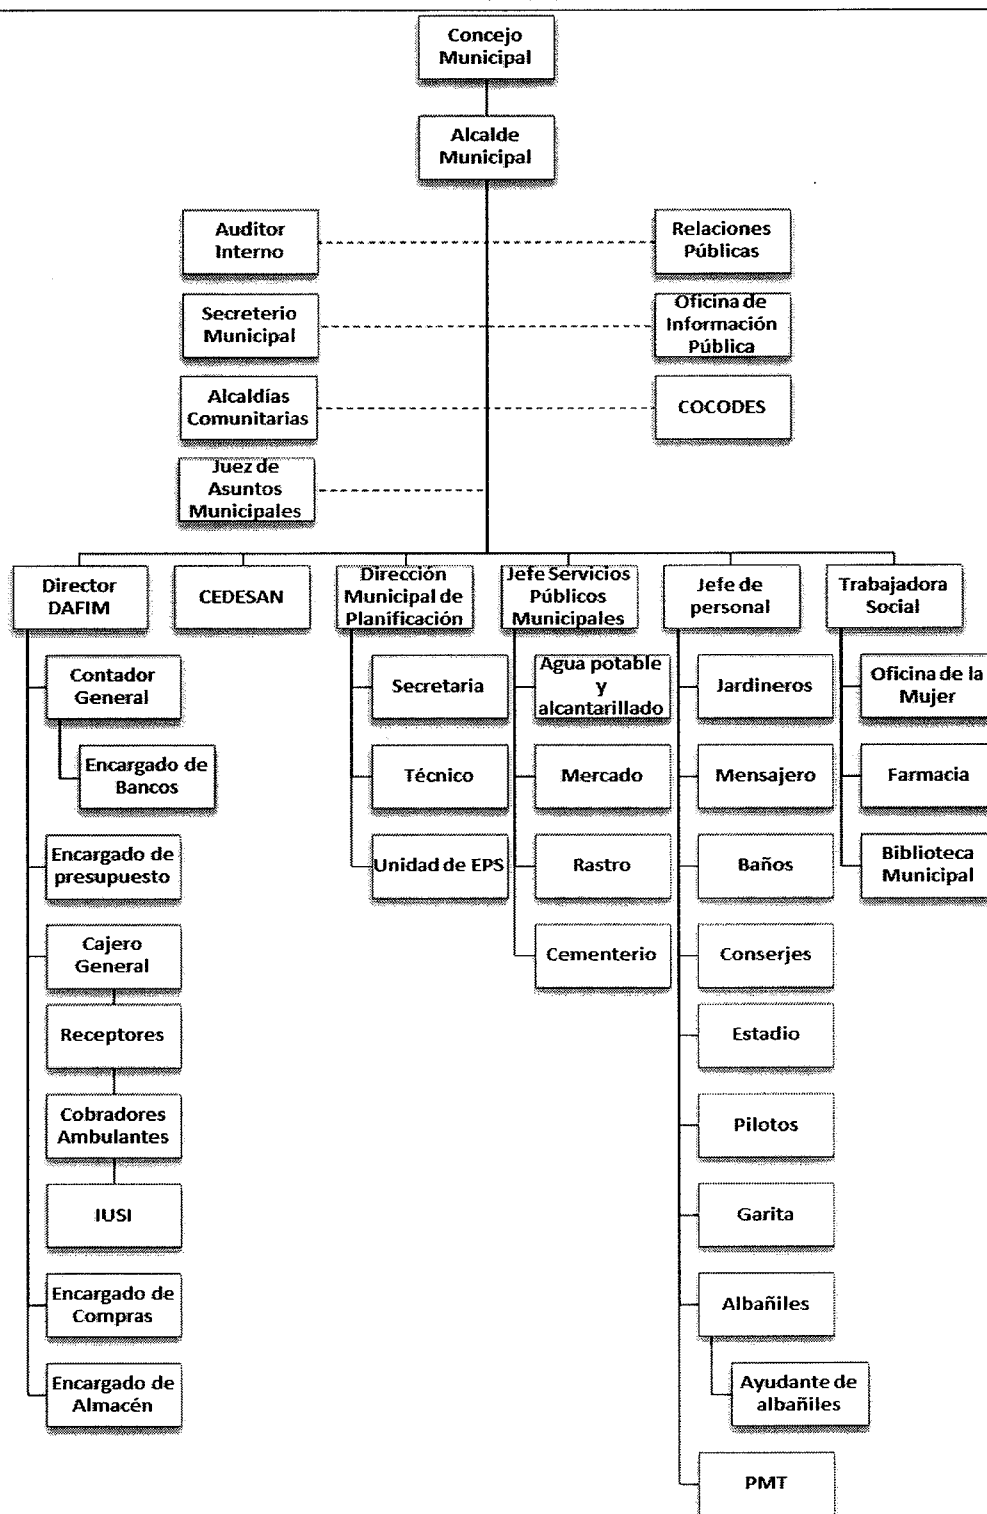 Concejo
Municipal
Alcalde
Municipal
Auditor
Interno
Relaciones
Públicas
Secreterio
Municipal
Oficina de
Información
Pública
Alcaldías
Comunitarias
COCODES
Juez de
Asuntos
Municipales
Director
DAFIM
CEDESAN
Dirección
Municipal de
Planificación
Jefe Servicios
Públicos
Municipales
Jefe de
personal
Trabajadora
Social
Contador
General
Encargado de
Bancos
Encargado de
presupuesto
Cajero
General
Receptores
Cobradores
Ambulantes
IUSI
Encargado de
Compras
Encargado de
Almacén
Secretaria
Técnico
Unidad de EPS
Agua potable
y
alcantarillado
Mercado
Rastro
Cementerio
Jardineros
Mensajero
Baños
Conserjes
Estadio
Pilotos
Garita
Albañiles
Ayudante de
albañiles
PMT
Oficina de la
Mujer
Farmacia
Biblioteca
Municipal